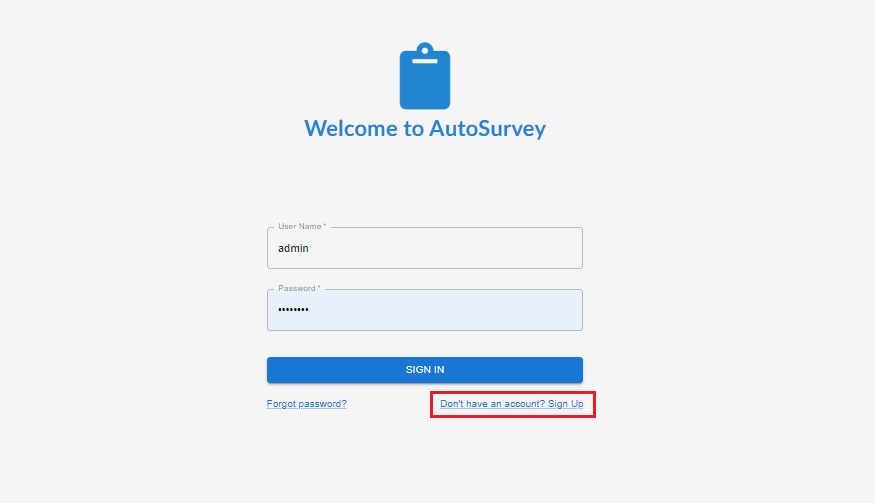 Welcome to AutoSurvey
User Name *
admin
Password *
••••••••
SIGN IN
Forgot password?
Don't have an account? Sign Up